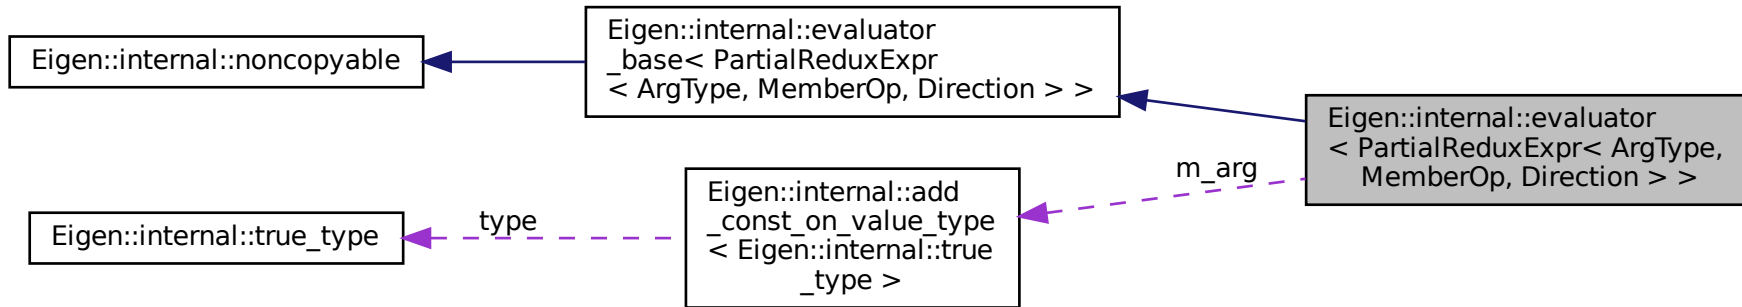 Eigen::internal::noncopyable
Eigen::internal::evaluator
_base< PartialReduxExpr
< ArgType, MemberOp, Direction > >
Eigen::internal::evaluator
< PartialReduxExpr< ArgType,
MemberOp, Direction > >
m_arg
Eigen::internal::add
_const_on_value_type
< Eigen::internal::true
_type >
type
Eigen::internal::true_type